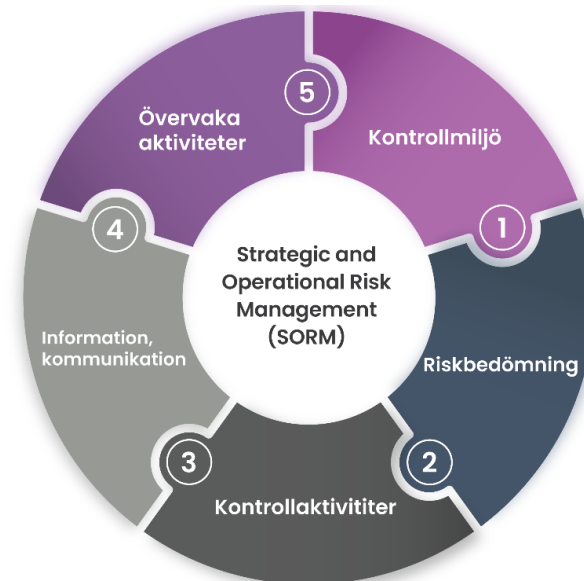 5
Övervaka
aktiviteter
Kontrollmiljö
4
1
Strategic and
Operational Risk
Management
(SORM)
Information,
kommunikation
Riskbedömning
3
2
Kontrollaktivititer